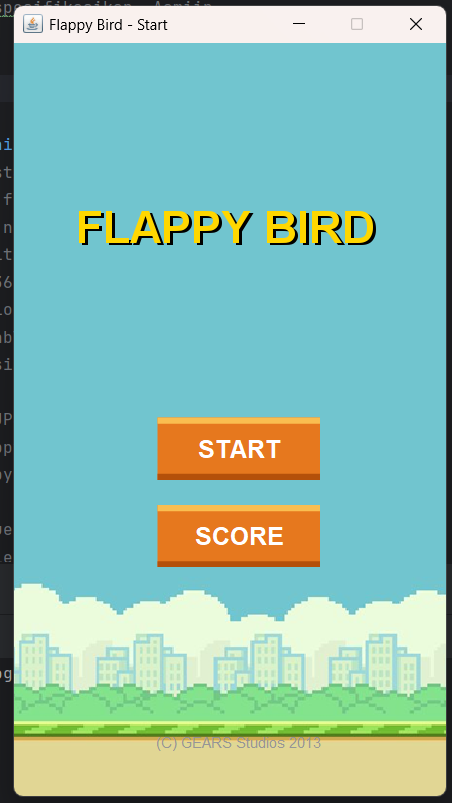 Flappy Bird - Start
FLAPPY BIRD
START
SCORE
(C) GEARS Studios 2013